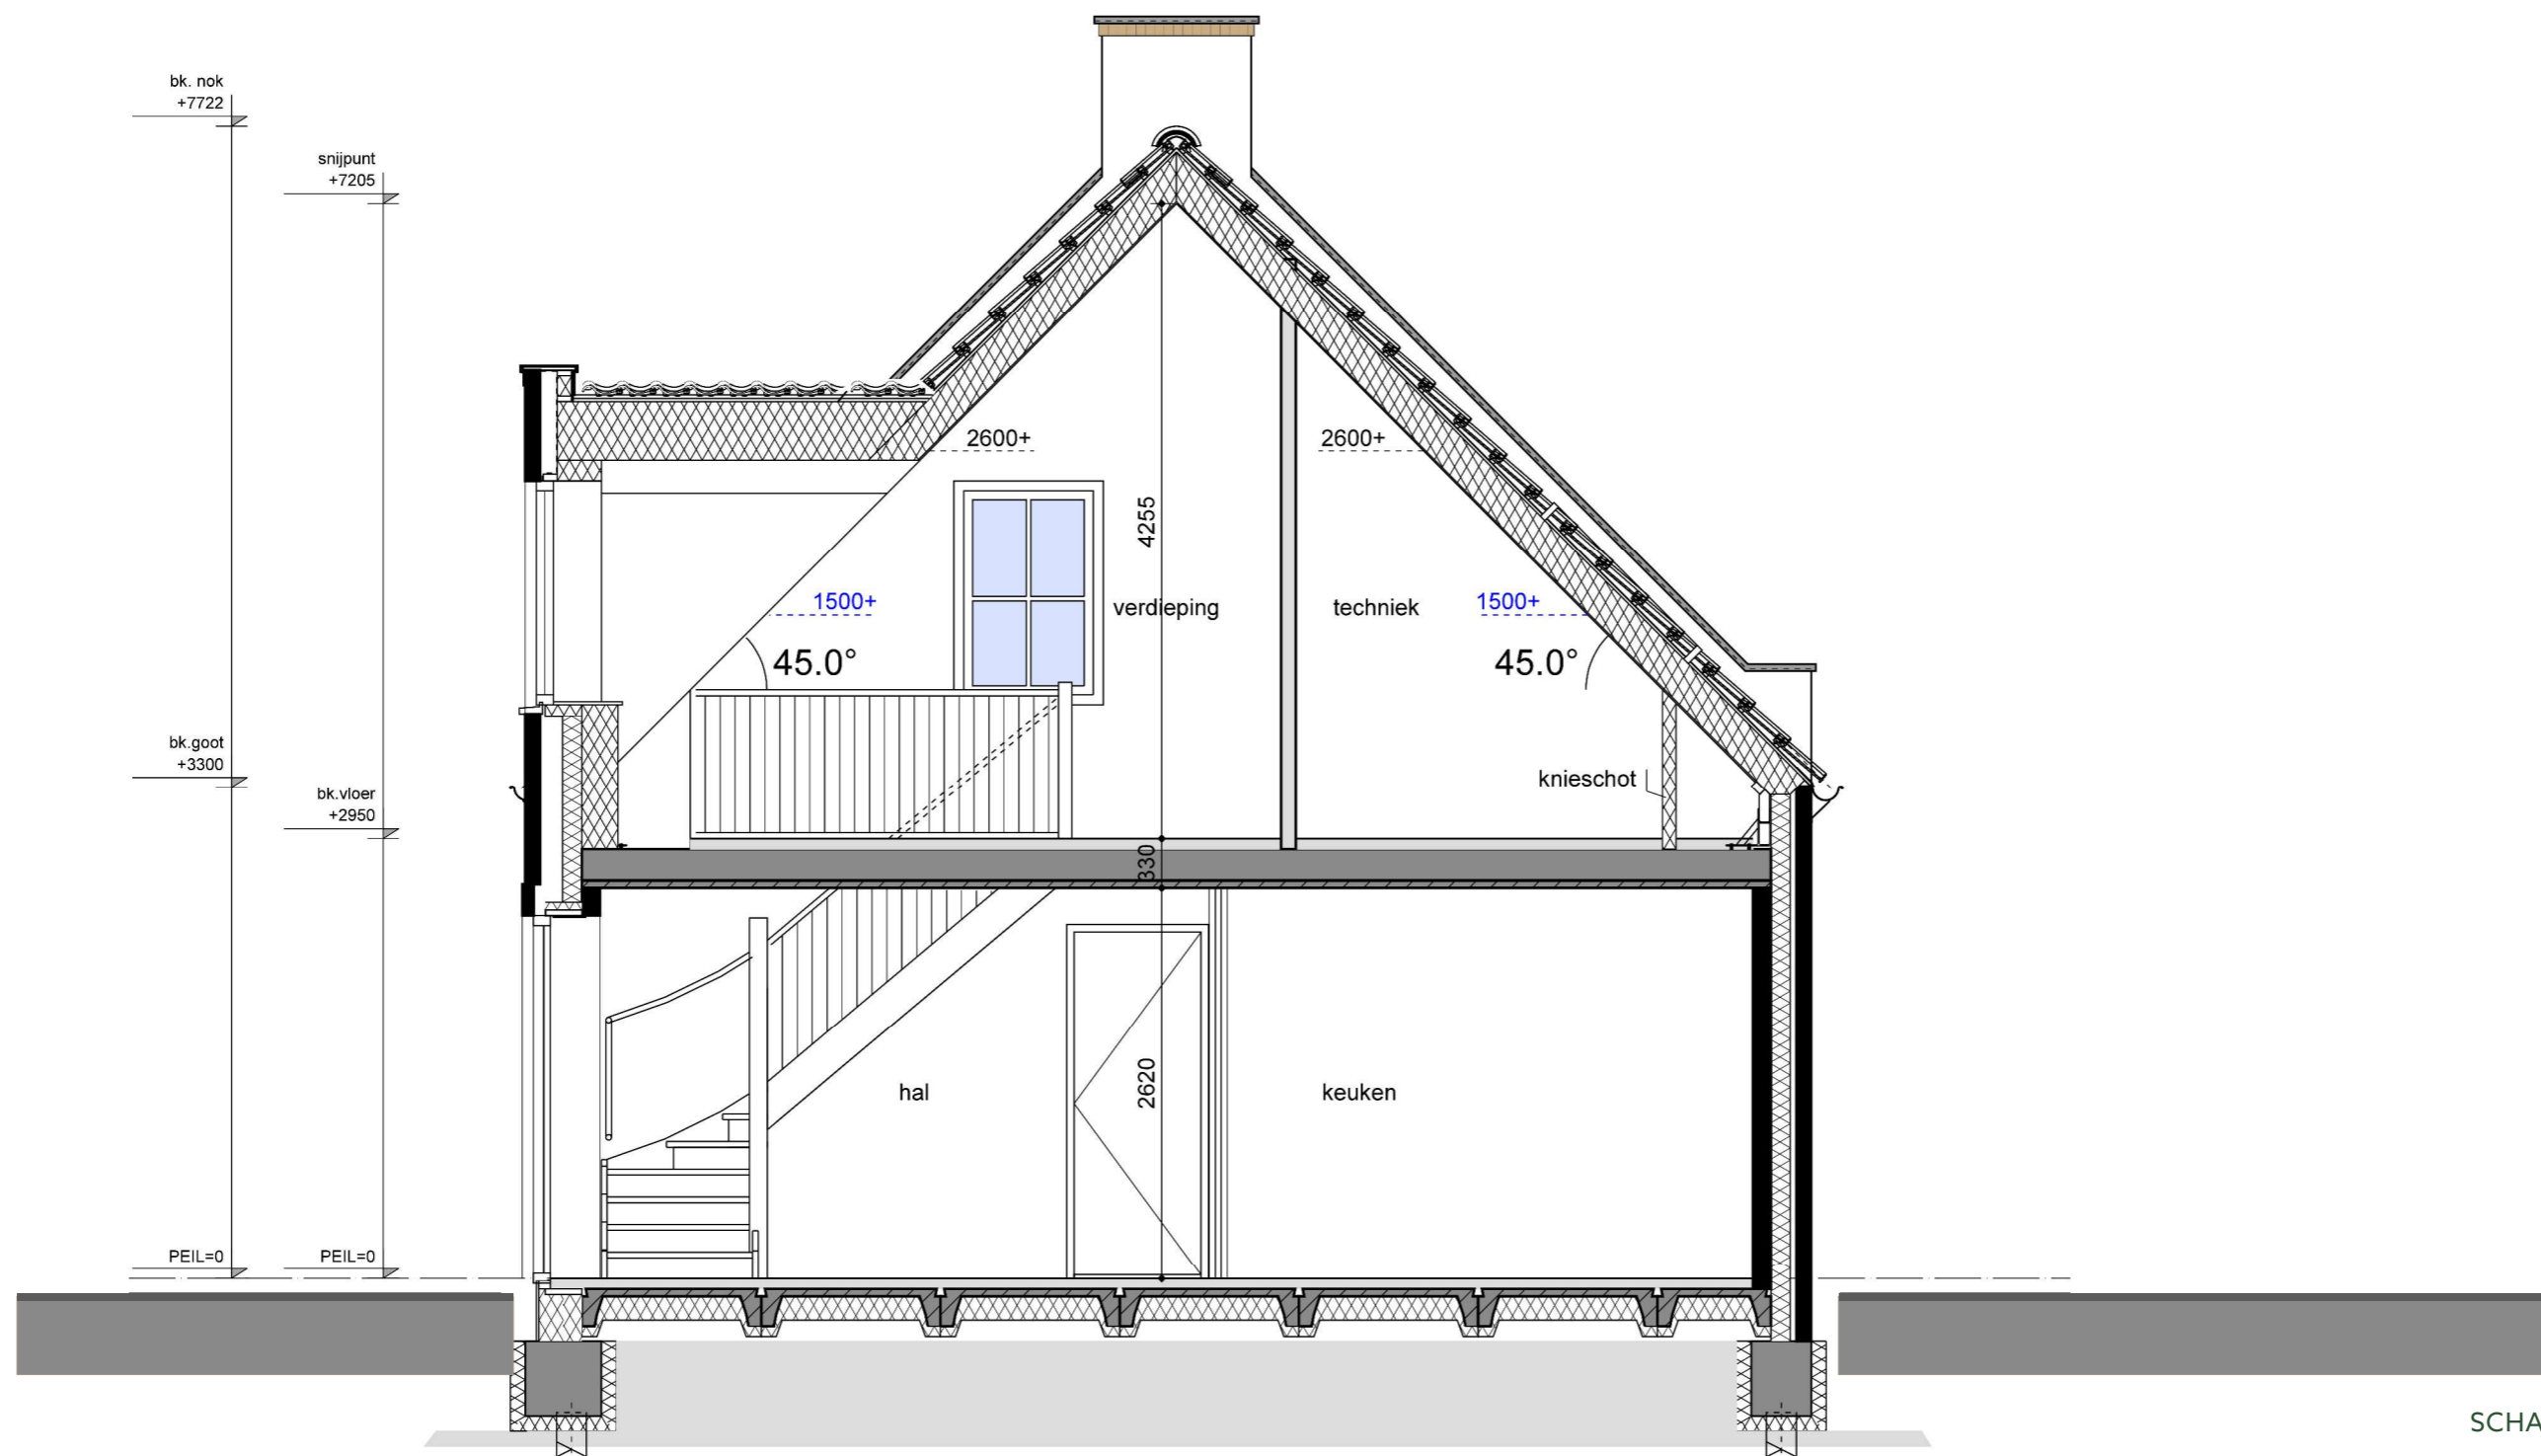 bk. nok
+7722
snijpunt
+7205
2600+
2600+
4255
1500+
verdieping
techniek
1500+
45.0°
45.0°
bk.goot
+3300
knieschot
bk.vloer
+2950
330
hal
2620
keuken
PEIL=0
PEIL=0
SCHA